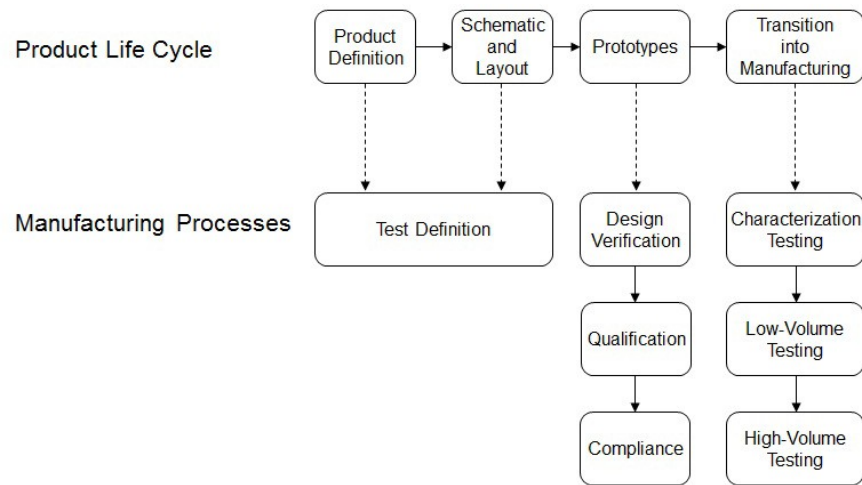 Product Life Cycle
Product
Definition
Schematic
and
Layout
Prototypes
Transition
into
Manufacturing
Manufacturing Processes
Test Definition
Design
Verification
Characterization
Testing
Qualification
Low-Volume
Testing
Compliance
High-Volume
Testing